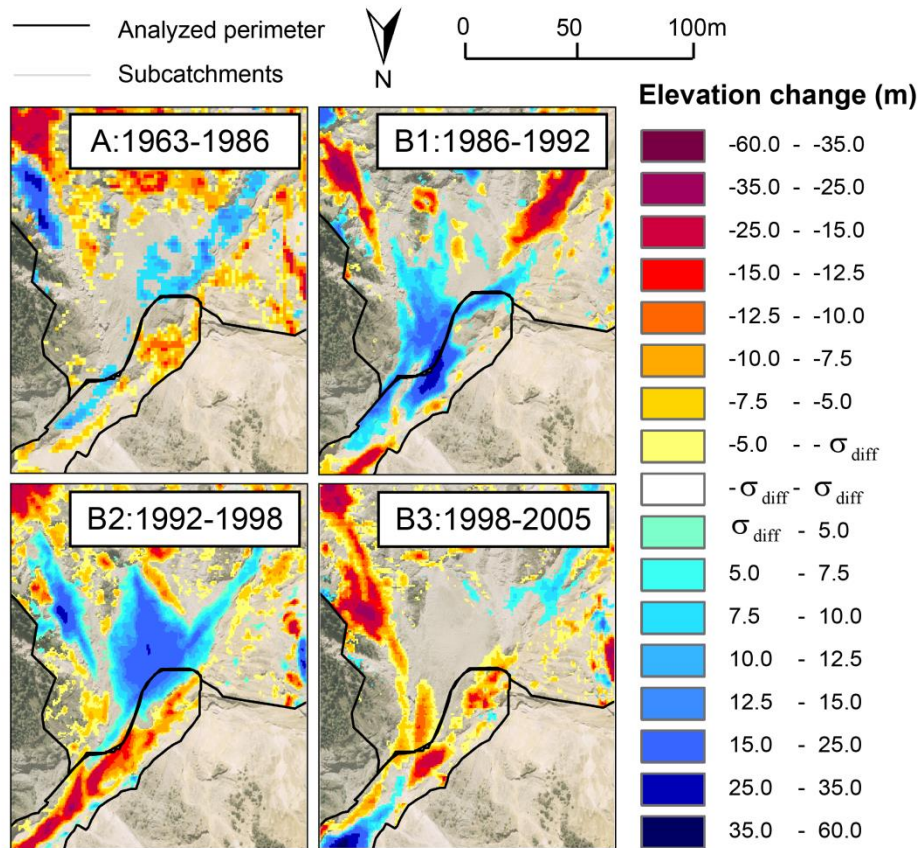 Analyzed perimeter
Subcatchments
N
0 50 100m
A:1963-1986
B1:1986-1992
B2:1992-1998
B3:1998-2005
Elevation change (m)
-60.0 - -35.0
-35.0 - -25.0
-25.0 - -15.0
-15.0 - -12.5
-12.5 - -10.0
-10.0 - -7.5
-7.5 - -5.0
-5.0 - - σdiff
-σdiff - σdiff
σdiff - 5.0
5.0 - 7.5
7.5 - 10.0
10.0 - 12.5
12.5 - 15.0
15.0 - 25.0
25.0 - 35.0
35.0 - 60.0